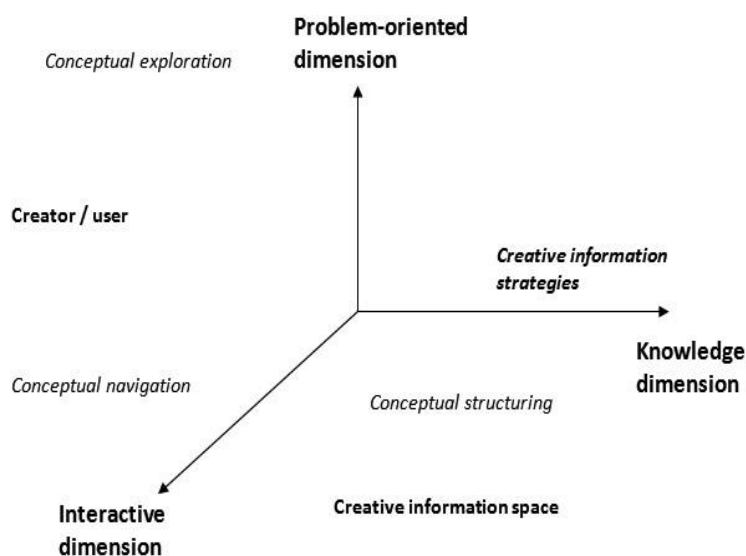 Problem-oriented
dimension
Conceptual exploration
Creator / user
Creative information
strategies
Knowledge
dimension
Conceptual navigation
Conceptual structuring
Interactive
dimension
Creative information space